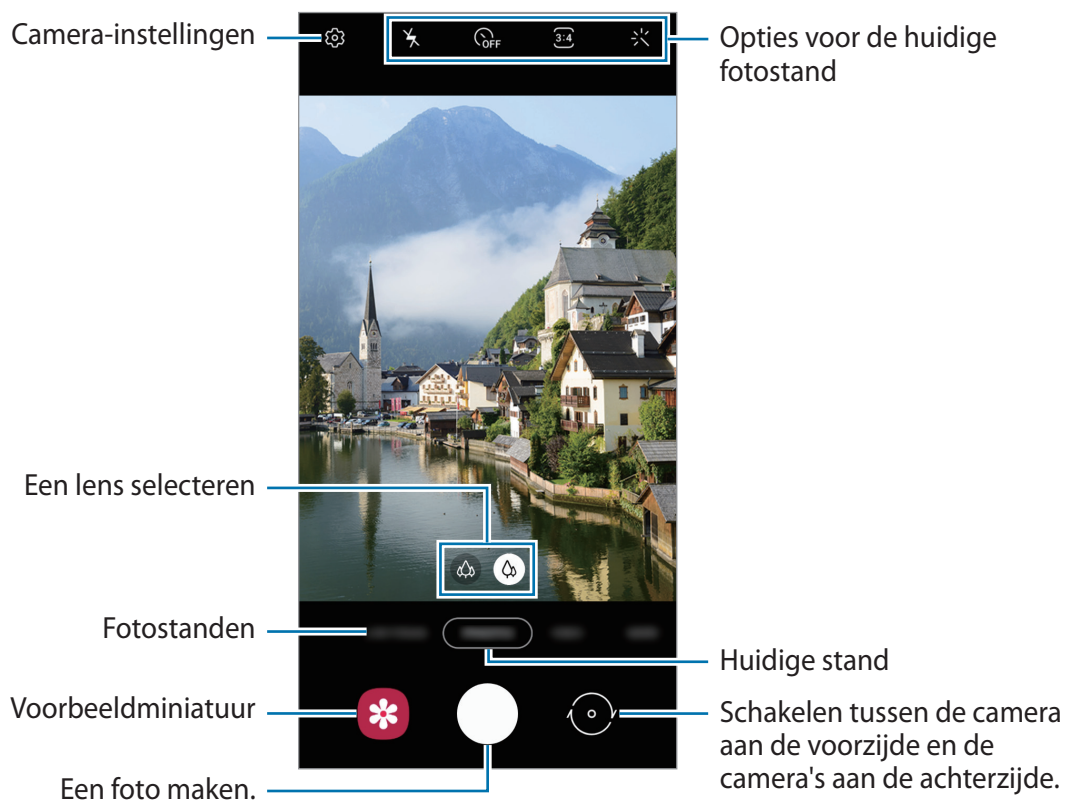 Camera-instellingen
OFF
3:4
Opties voor de huidige
fotostand
Een lens selecteren
Fotostanden
Huidige stand
Voorbeeldminiatuur
Schakelen tussen de camera
aan de voorzijde en de
camera's aan de achterzijde.
Een foto maken.